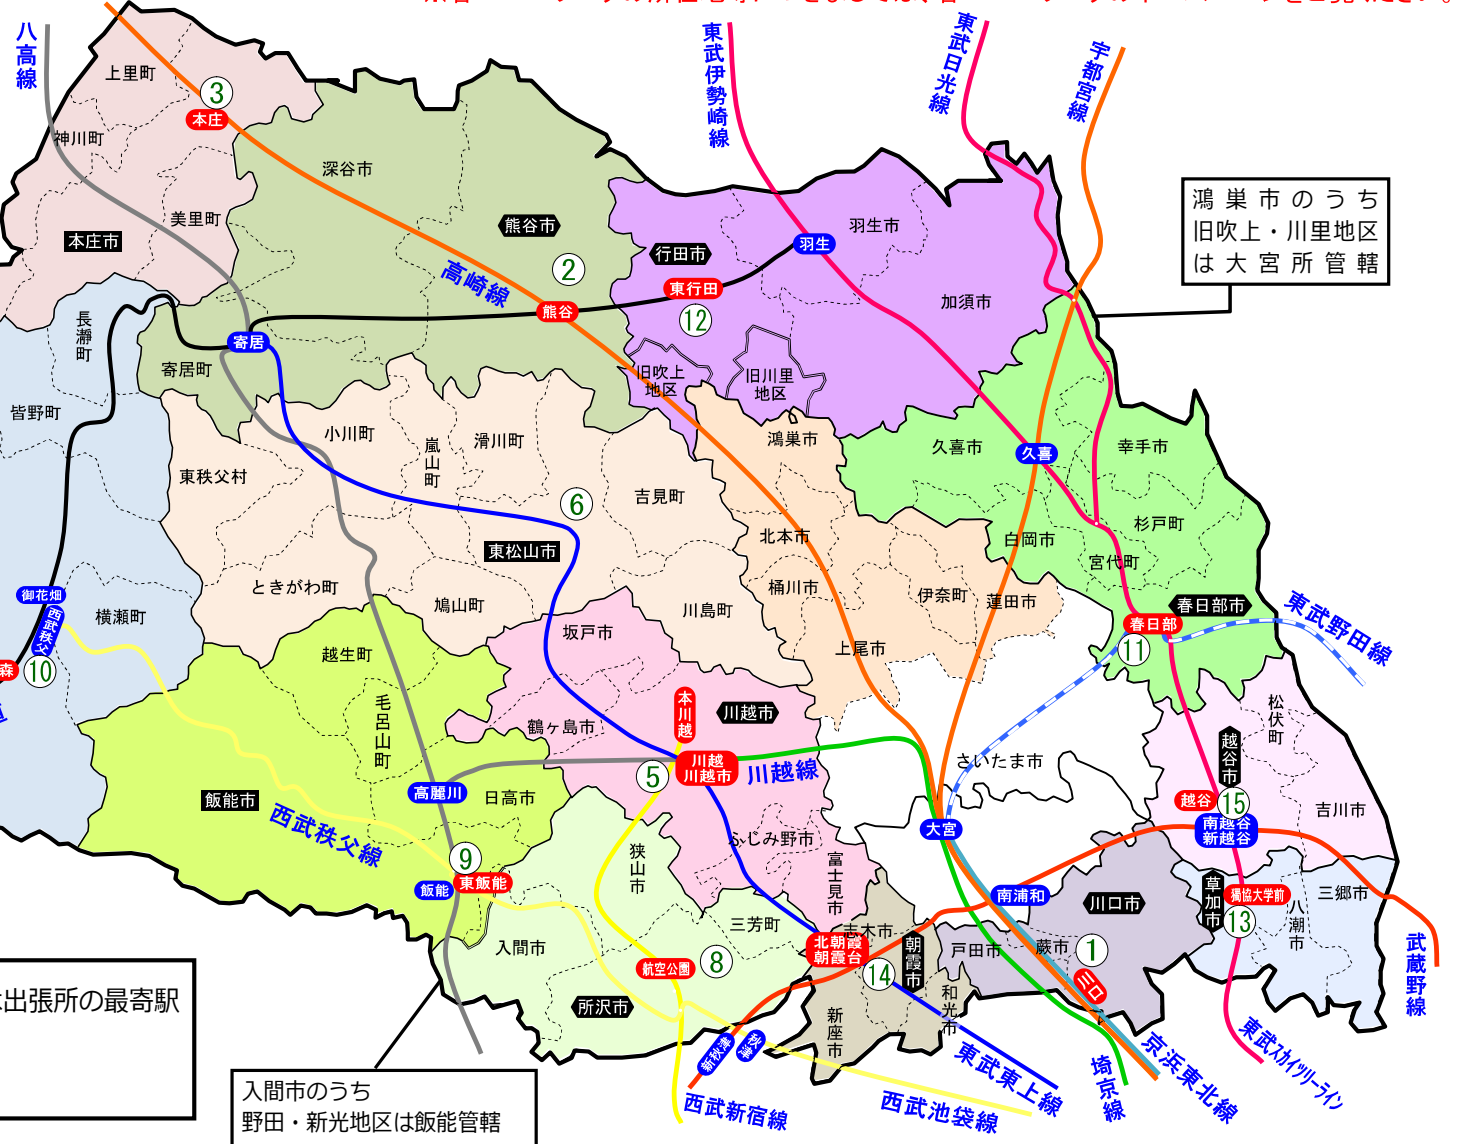 八高線
東武伊勢崎線
東武日光線
宇都宮線
上里町
③
本庄
神川町
深谷市
美里町
本庄市
熊谷市
②
高崎線
熊谷
行田市
東行田
⑫
羽生
羽生市
加須市
鴻巣市のうち
旧吹上・川里地区
は大宮所管轄
長瀞町
寄居
寄居町
旧吹上
地区
旧川里
地区
皆野町
小川町
嵐山町
滑川町
鴻巣市
久喜市
久喜
幸手市
東秩父村
⑥
吉見町
東松山市
北本市
白岡市
杉戸町
宮代町
ときがわ町
鳩山町
川島町
桶川市
伊奈町
蓮田市
春日部市
春日部
⑪
東武野田線
御花畑
西武秩父
横瀬町
森
⑩
越生町
坂戸市
上尾市
毛呂山町
鶴ヶ島市
本川越
川越市
松伏町
⑤
川越
川越市
川越線
さいたま市
越谷市
越谷
⑮
吉川市
南越谷
新越谷
飯能市
高麗川
日高市
西武秩父線
ふじみ野市
大宮
⑨
飯能
東飯能
狭山市
富士見市
南浦和
川口市
草加市
獨協大学前
⑬
三郷市
八潮市
入間市
三芳町
志木市
北朝霞
朝霞台
朝霞市
⑭
戸田市
蕨市
①
航空公園
⑧
所沢市
新座市
和光市
武蔵野線
出張所の最寄駅
新秋津
秋津
入間市のうち
野田・新光地区は飯能管轄
西武新宿線
西武池袋線
東武東上線
埼京線
京浜東北線
東武スカイツリーライン